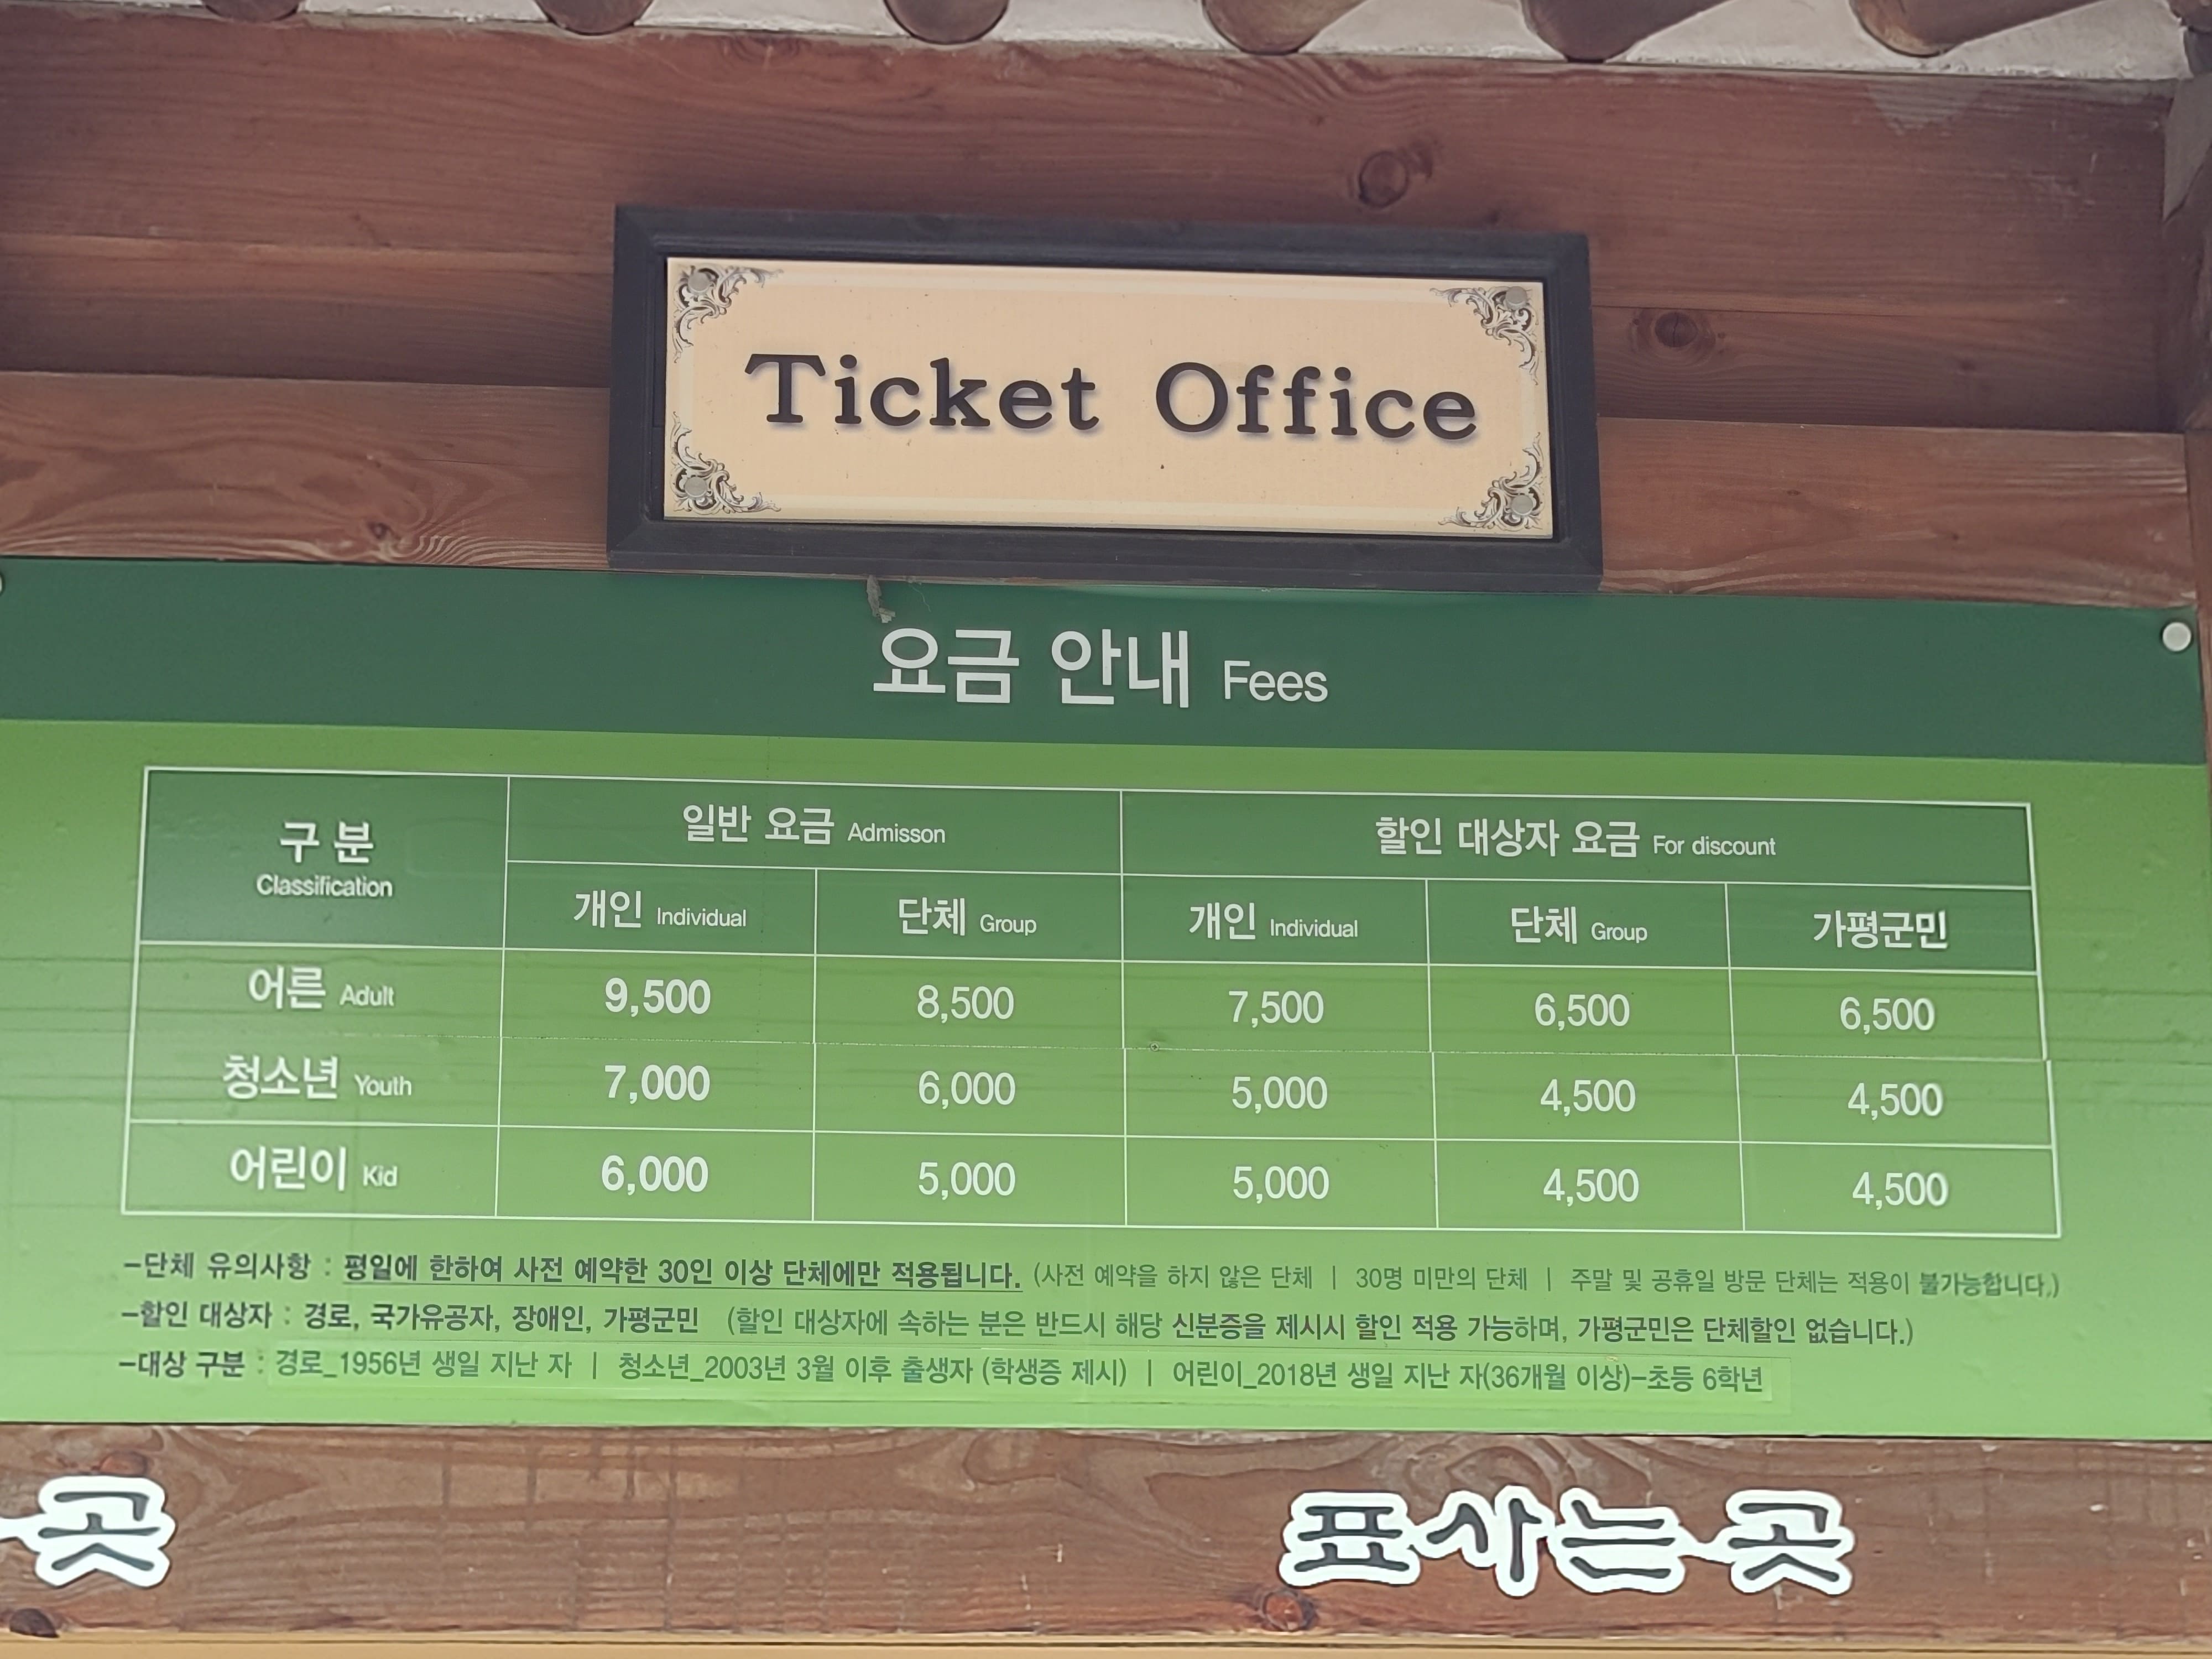 Ticket Office
요금 안내 Fees
구 분 일반 요금 Admisson 할인 대상자 요금 For discount
Classification
개인 Individual 단체 Group 개인 Individual 단체 Group 가평군민
어른 Adult 9,500 8,500 7,500 6,500 6,500
청소년 Youth 7,000 6,000 5,000 4,500 4,500
어린이 Kid 6,000 5,000 5,000 4,500 4,500
-단체 유의사항 : 평일에 한하여 사전 예약한 30인 이상 단체에만 적용됩니다. (사전 예약을 하지 않은 단체 | 30명 미만의 단체 | 주말 및 공휴일 방문 단체는 적용이 불가능합니다.)
-할인 대상자 : 경로, 국가유공자, 장애인, 가평군민 (할인 대상자에 속하는 분은 반드시 해당 신분증을 제시시 할인 적용 가능하며, 가평군민은 단체할인 없습니다.)
-대상 구분 : 경로_1956년 생일 지난 자 | 청소년_2003년 3월 이후 출생자 (학생증 제시) | 어린이_2018년 생일 지난 자(36개월 이상)-초등 6학년
곳 표사는 곳